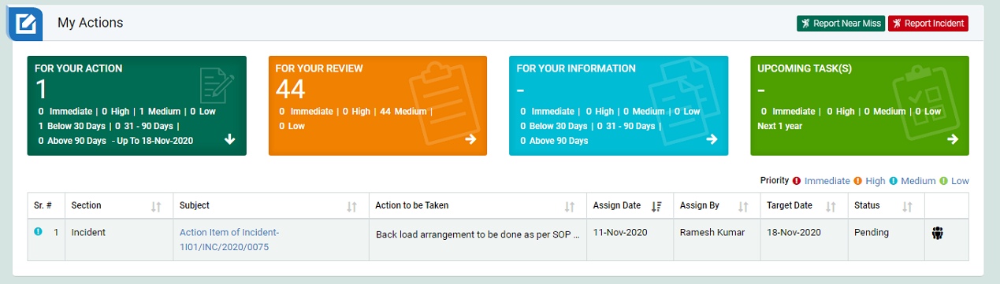 My Actions
Report Near Miss
Report Incident
FOR YOUR ACTION
1
0 Immediate | 0 High | 1 Medium | 0 Low
1 Below 30 Days | 0 31 - 90 Days |
0 Above 90 Days - Up To 18-Nov-2020
FOR YOUR REVIEW
44
0 Immediate | 0 High | 44 Medium |
0 Low
FOR YOUR INFORMATION
-
0 Immediate | 0 High | 0 Medium | 0 Low
0 Below 30 Days | 0 31 - 90 Days |
0 Above 90 Days
UPCOMING TASK(S)
-
0 Immediate | 0 High | 0 Medium | 0 Low
Next 1 year
Priority Immediate High Medium Low
Sr. # Section Subject Action to be Taken Assign Date Assign By Target Date Status
1 Incident Action Item of Incident-
1I01/INC/2020/0075
Back load arrangement to be done as per SOP ... 11-Nov-2020 Ramesh Kumar 18-Nov-2020 Pending